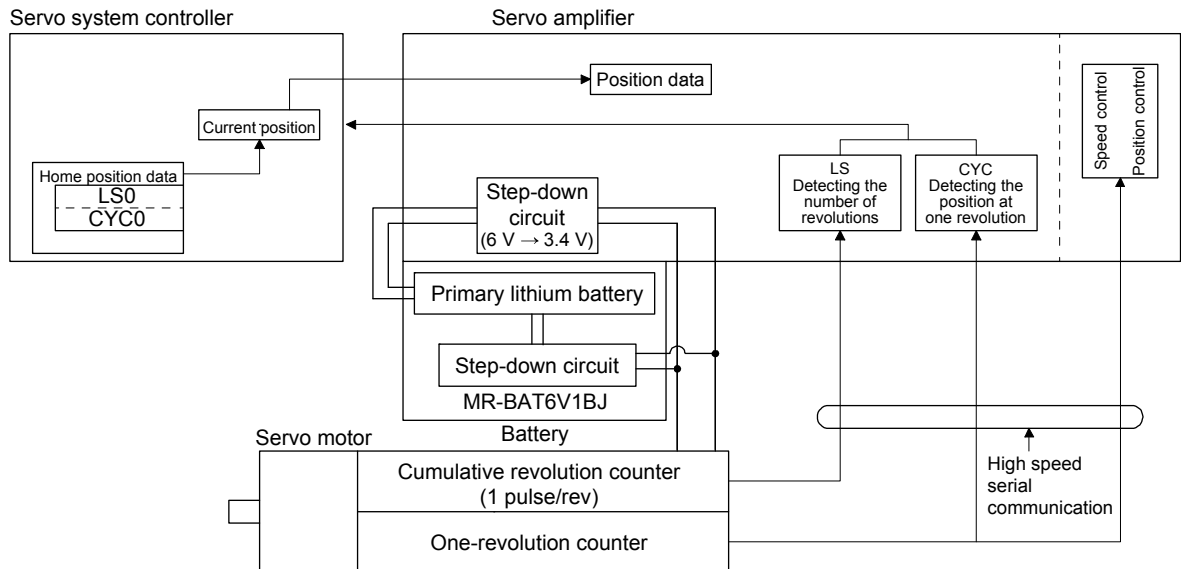 Servo system controller
Servo amplifier
Position data
Current position
Home position data
LS0
CYC0
Step-down
circuit
(6 V → 3.4 V)
LS
Detecting the
number of
revolutions
CYC
Detecting the
position at
one revolution
Speed control
Position control
Primary lithium battery
Step-down circuit
MR-BAT6V1BJ
Battery
Servo motor
Cumulative revolution counter
(1 pulse/rev)
One-revolution counter
High speed
serial
communication